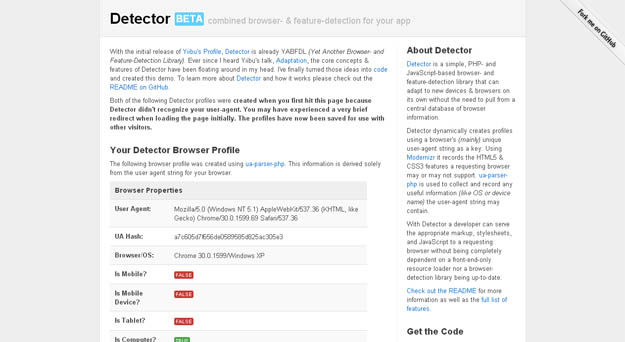 Detector BETA combined browser- & feature-detection for your app
Fork me on GitHub
With the initial release of Yiibu's Profile, Detector is already YABFDL (Yet Another Browser- and
Feature-Detection Library). Ever since I heard Yiibu's talk, Adaptation, the core concepts &
features of Detector have been floating around in my head. I've finally turned those ideas into code
and created this demo. To learn more about Detector and how it works please check out the
README on GitHub.
Both of the following Detector profiles were created when you first hit this page because
Detector didn't recognize your user-agent. You may have experienced a very brief
redirect when loading the page initially. The profiles have now been saved for use with
other visitors.
Your Detector Browser Profile
The following browser profile was created using ua-parser-php. This information is derived solely
from the user agent string for your browser.
Browser Properties
User Agent: Mozilla/5.0 (Windows NT 5.1) AppleWebKit/537.36 (KHTML, like
Gecko) Chrome/30.0.1599.69 Safari/537.36
UA Hash: a7c605d7f656de0589585d825ac305e3
Browser/OS: Chrome 30.0.1599/Windows XP
Is Mobile? FALSE
Is Mobile
Device? FALSE
Is Tablet? FALSE
Is Computer? TRUE
About Detector
Detector is a simple, PHP- and
JavaScript-based browser- and
feature-detection library that can
adapt to new devices & browsers on
its own without the need to pull from a
central database of browser
information.
Detector dynamically creates profiles
using a browser's (mainly) unique
user-agent string as a key. Using
Modernizr it records the HTML5 &
CSS3 features a requesting browser
may or may not support. ua-parser-
php is used to collect and record any
useful information (like OS or device
name) the user-agent string may
contain.
With Detector a developer can serve
the appropriate markup, stylesheets,
and JavaScript to a requesting
browser without being completely
dependent on a front-end-only
resource loader nor a browser-
detection library being up-to-date.
Check out the README for more
information as well as the full list of
features.
Get the Code